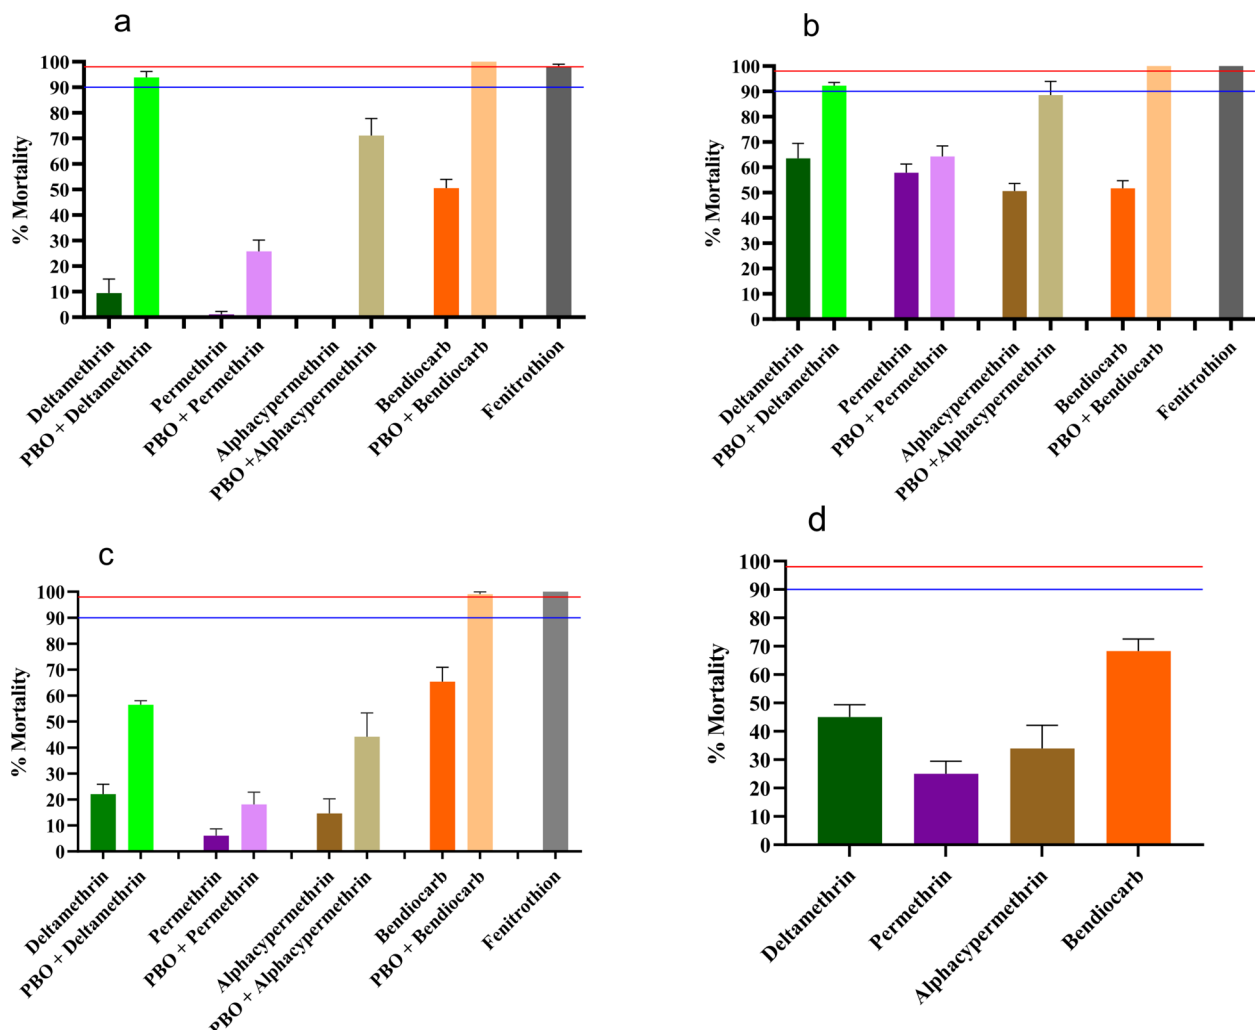 a
% Mortality
100
90
80
70
60
50
40
30
20
10
0
Deltamethrin
PBO + Deltamethrin
Permethrin
PBO + Permethrin
Alphacypermethrin
PBO +Alphacypermethrin
Bendiocarb
PBO + Bendiocarb
Fenitrothion
b
% Mortality
100
90
80
70
60
50
40
30
20
10
0
Deltamethrin
PBO + Deltamethrin
Permethrin
PBO + Permethrin
Alphacypermethrin
PBO +Alphacypermethrin
Bendiocarb
PBO + Bendiocarb
Fenitrothion
c
% Mortality
100
90
80
70
60
50
40
30
20
10
0
Deltamethrin
PBO + Deltamethrin
Permethrin
PBO + Permethrin
Alphacypermethrin
PBO + Alphacypermethrin
Bendiocarb
PBO + Bendiocarb
Fenitrothion
d
% Mortality
100
90
80
70
60
50
40
30
20
10
0
Deltamethrin
Permethrin
Alphacypermethrin
Bendiocarb